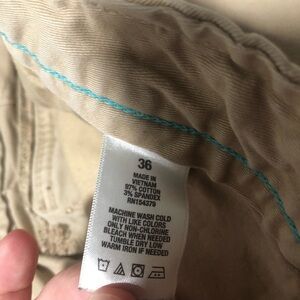 36
MADE IN
VIETNAM
97% COTTON
3% SPANDEX
RN154379
MACHINE WASH COLD
WITH LIKE COLORS
ONLY NON-CHLORINE
BLEACH WHEN NEEDED
TUMBLE DRY LOW
WARM IRON IF NEEDED